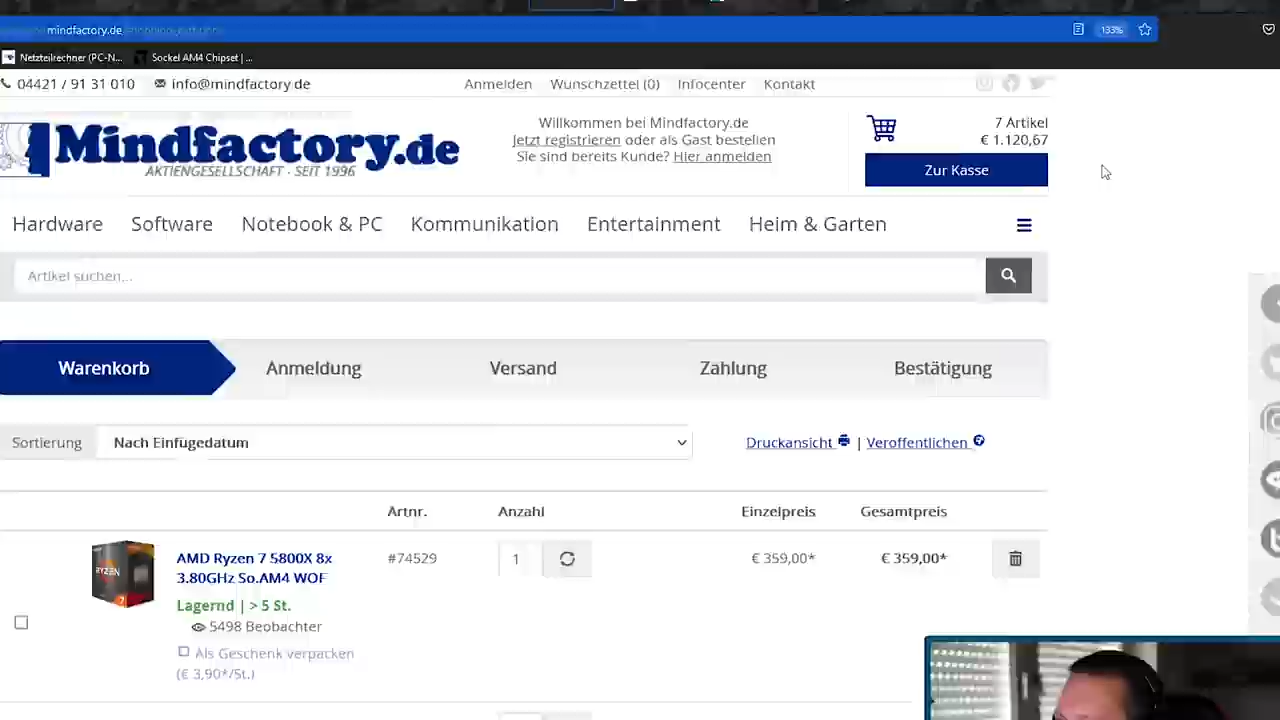 mindfactory.de
133%
Netzteilrechner (PC-N...
Sockel AM4 Chipset | ...
04421 / 91 31 010
info@mindfactory de
Anmelden
Wunschzettel (0)
Infocenter
Kontakt
Mindfactory.de
AKTIENGESELLSCHAFT - SEIT 1996
Willkommen bei Mindfactory.de
Jetzt registrieren oder als Gast bestellen
Sie sind bereits Kunde? Hier anmelden
7 Artikel
€ 1.120,67
Zur Kasse
Hardware
Software
Notebook & PC
Kommunikation
Entertainment
Heim & Garten
Artikel suchen...
Warenkorb
Anmeldung
Versand
Zahlung
Bestätigung
Sortierung
Nach Einfügedatum
Druckansicht | Veröffentlichen
Artnr.
Anzahl
Einzelpreis
Gesamtpreis
AMD Ryzen 7 5800X 8x
3.80GHz So.AM4 WOF
#74529
1
€ 359,00*
€ 359,00*
RYZEN
7
Lagernd | > 5 St.
5498 Beobachter
Als Geschenk verpacken
(€ 3,90*/St.)